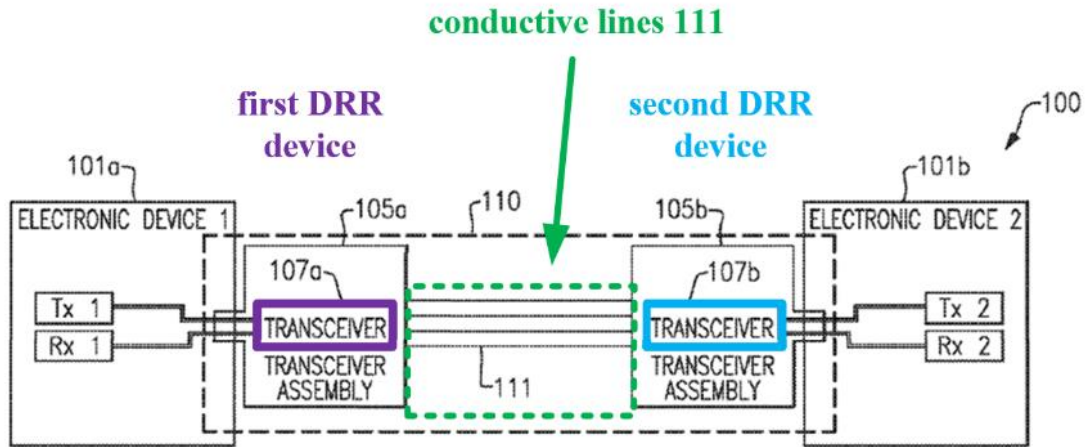 conductive lines 111
first DRR
device
second DRR
device
100
101a
101b
ELECTRONIC DEVICE 1
105a
110
105b
ELECTRONIC DEVICE 2
107a
107b
Tx 1
TRANSCEIVER
TRANSCEIVER
Tx 2
Rx 1
Rx 2
TRANSCEIVER
ASSEMBLY
111
TRANSCEIVER
ASSEMBLY